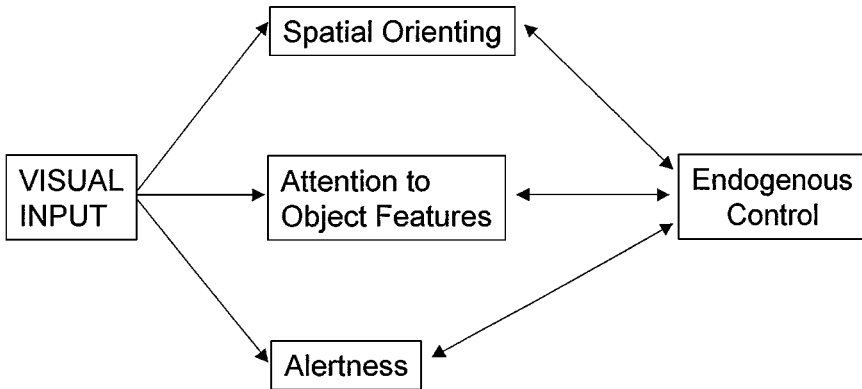 Spatial Orienting
VISUAL
INPUT
Attention to
Object Features
Endogenous
Control
Alertness